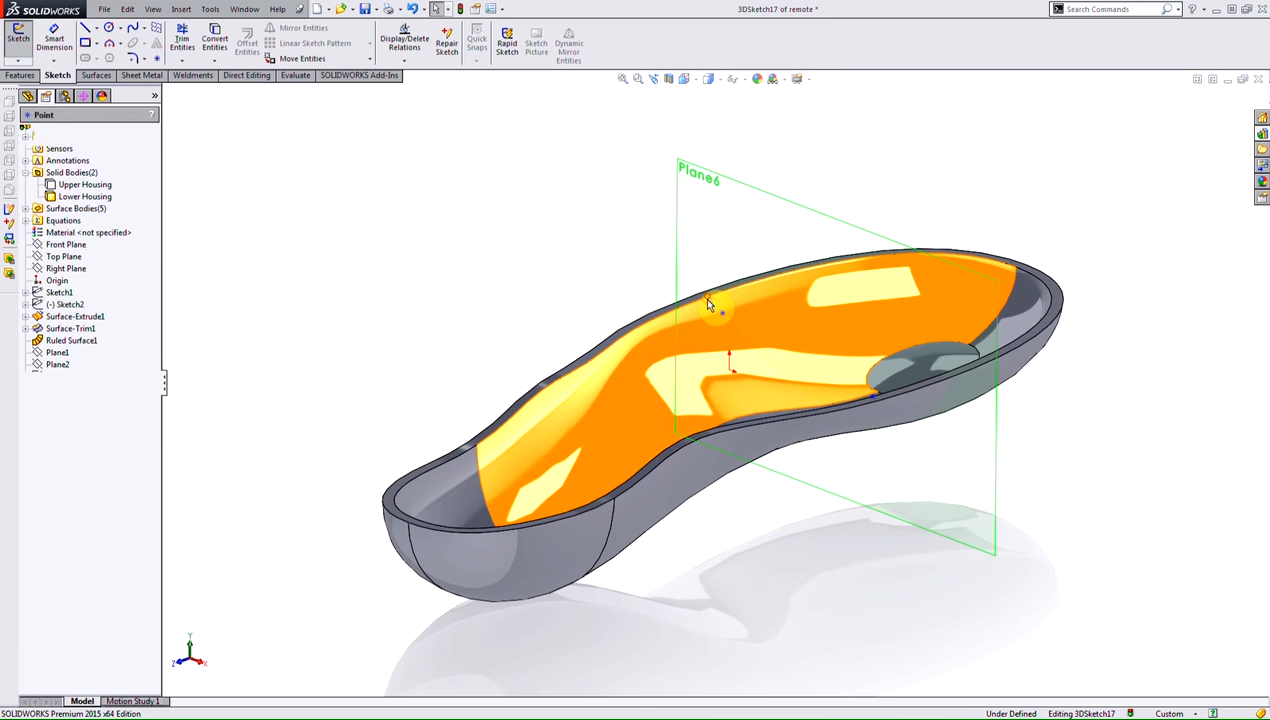 SOLIDWORKS File Edit View Insert Tools Window Help 3DSketch17 of remote * Search Commands
Sketch Smart Dimension Trim Entities Convert Entities Offset Entities Mirror Entities Linear Sketch Pattern Move Entities Display/Delete Relations Repair Sketch Quick Snaps Rapid Sketch Sketch Picture Dynamic Mirror Entities
Features Sketch Surfaces Sheet Metal Weldments Direct Editing Evaluate SOLIDWORKS Add-Ins
Point ?
Sensors
Annotations
Solid Bodies(2)
Upper Housing
Lower Housing
Surface Bodies(5)
Equations
Material <not specified>
Front Plane
Top Plane
Right Plane
Origin
Sketch1
(-) Sketch2
Surface-Extrude1
Surface-Trim1
Ruled Surface1
Plane1
Plane2
Plane6
Y
Z X
Model Motion Study 1
SOLIDWORKS Premium 2015 x64 Edition Under Defined Editing 3DSketch17 Custom ?